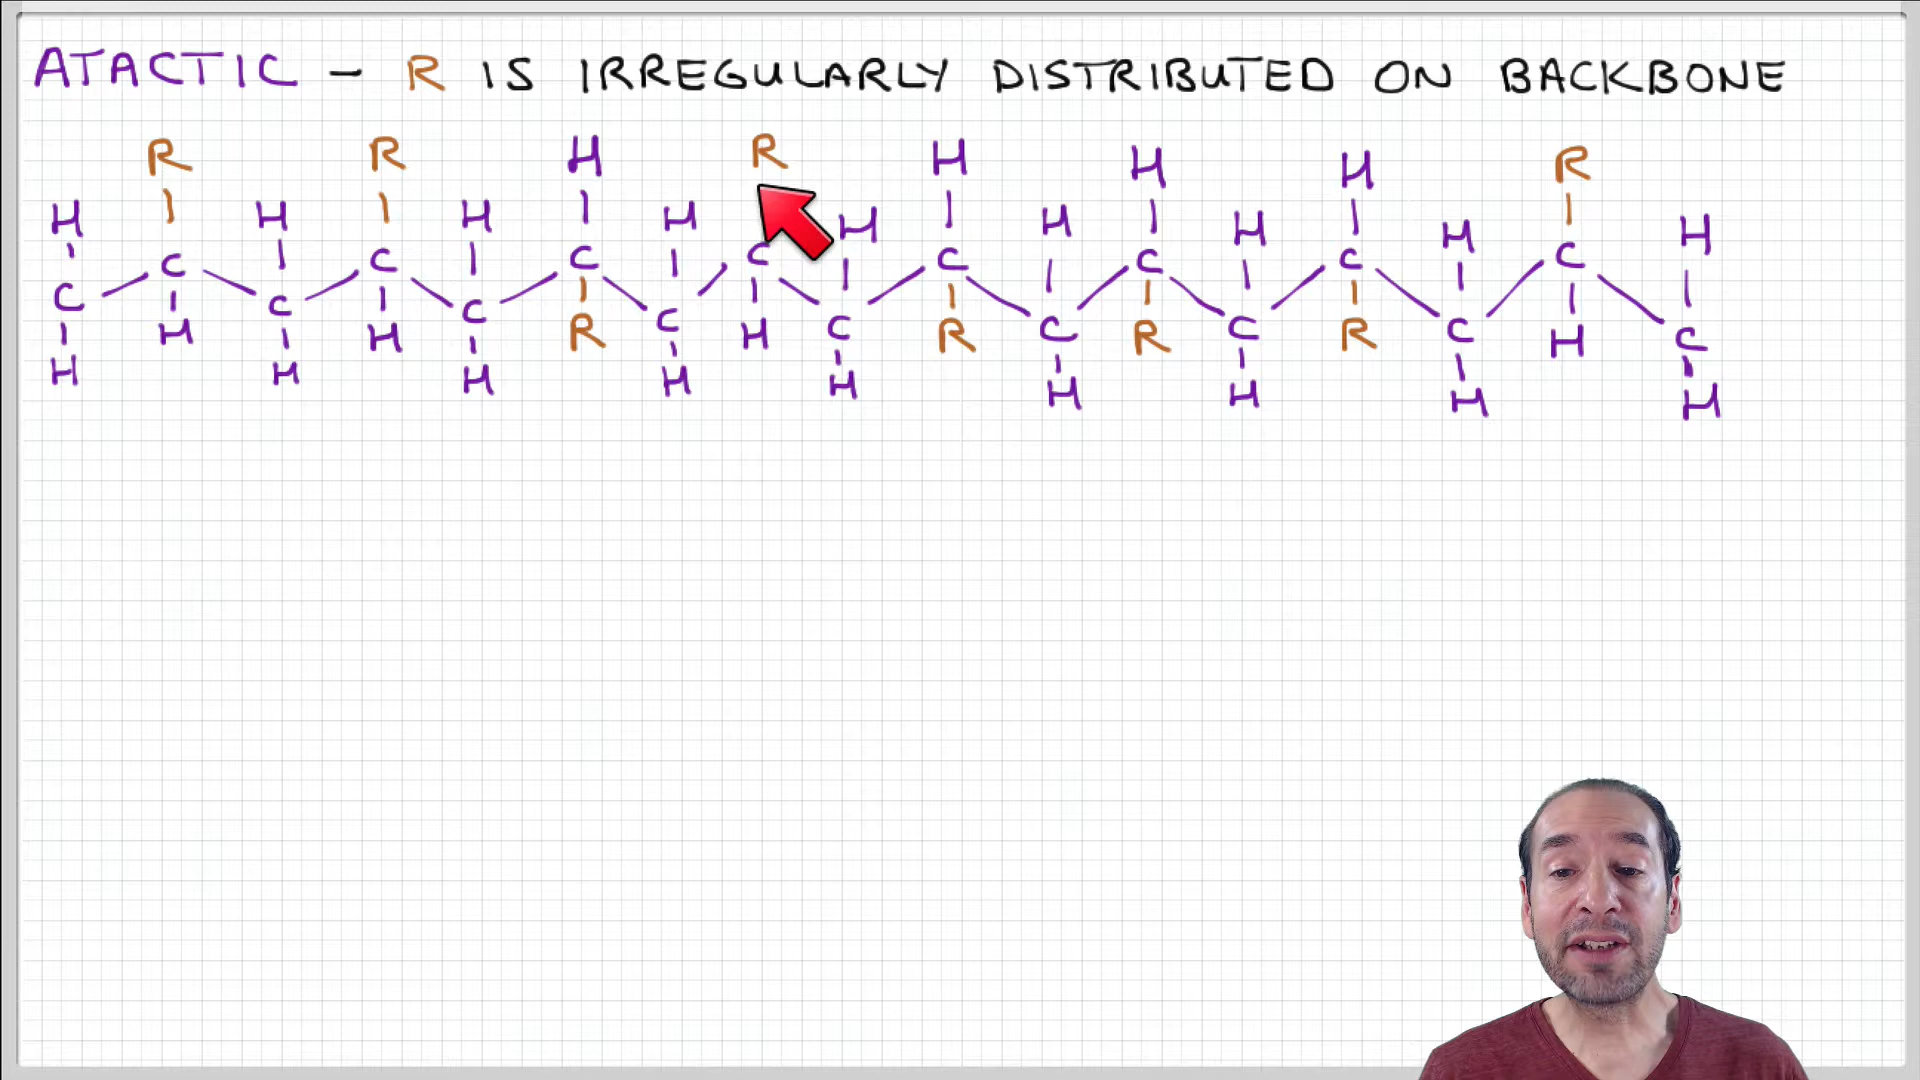 ATACTIC - R IS IRREGULARLY DISTRIBUTED ON BACKBONE
R R H R H H H R
H H H H H H H H H
C C C C C C C C
C C C C C C C C C
H H R H R R R H
H H H H H H H H H